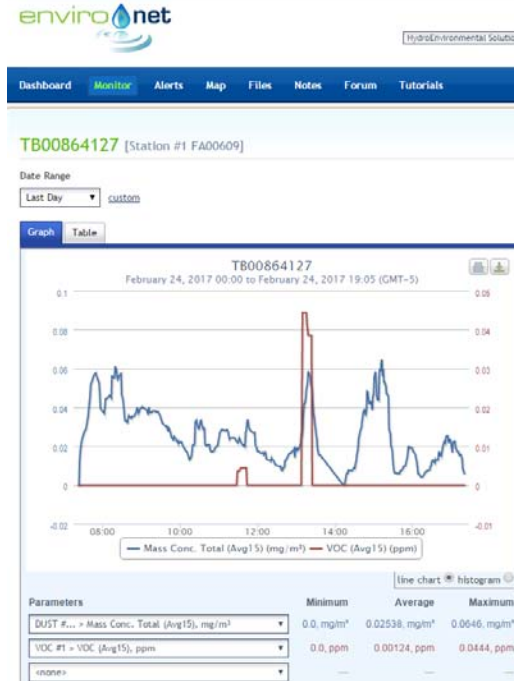 enviro net
HydroEnvironmental Solutio
Dashboard Monitor Alerts Map Files Notes Forum Tutorials
TB00864127 [Station #1 FA00609]
Date Range
Last Day ▼ custom
Graph Table
TB00864127
February 24, 2017 00:00 to February 24, 2017 19:05 (GMT-5)
0.1 0.05
0.08 0.04
0.06 0.03
0.04 0.02
0.02 0.01
0 0
-0.02 -0.01
08:00 10:00 12:00 14:00 16:00
Mass Conc. Total (Avg15) (mg/m³) VOC (Avg15) (ppm)
line chart histogram
Parameters Minimum Average Maximum
DUST #... > Mass Conc. Total (Avg15), mg/m³ ▼ 0.0, mg/m³ 0.02538, mg/m³ 0.0646, mg/m³
VOC #1 > VOC (Avg15), ppm ▼ 0.0, ppm 0.00124, ppm 0.0444, ppm
<none> ▼ — — —